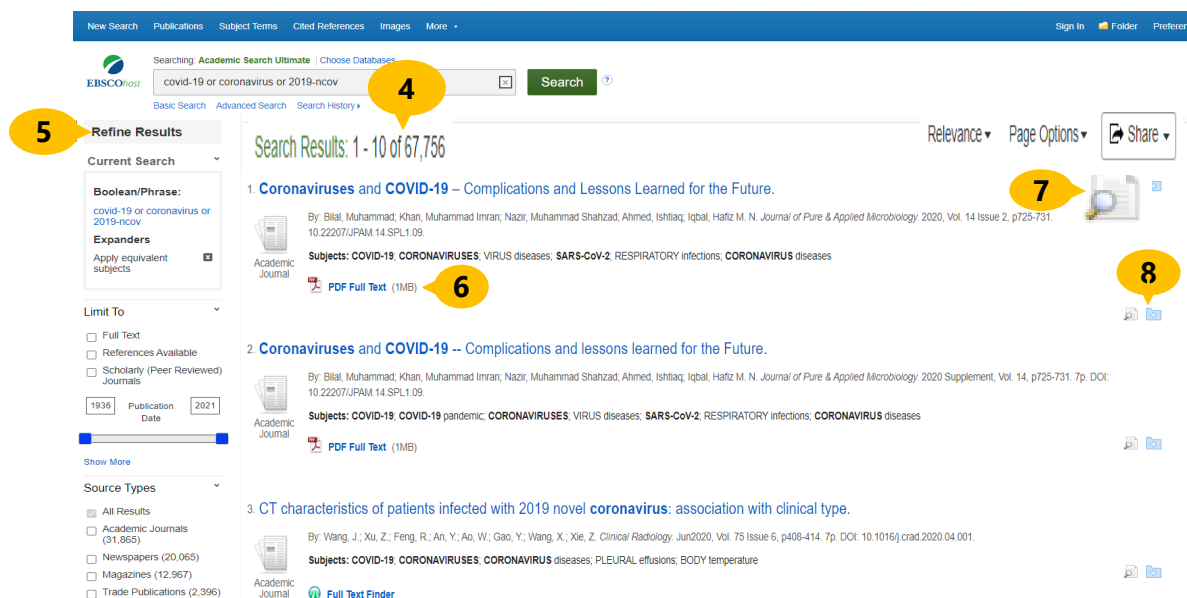 New Search Publications Subject Terms Cited References Images More
Sign In Folder Preferen
Searching: Academic Search Ultimate Choose Databases
EBSCOhost
covid-19 or coronavirus or 2019-ncov
Search
Basic Search Advanced Search Search History
4
5
Refine Results
Current Search
Boolean/Phrase:
covid-19 or coronavirus or
2019-ncov
Expanders
Apply equivalent
subjects
Limit To
Full Text
References Available
Scholarly (Peer Reviewed)
Journals
1936 Publication 2021
Date
Show More
Source Types
All Results
Academic Journals
(31,865)
Newspapers (20,065)
Magazines (12,967)
Trade Publications (2,396)
Search Results: 1 - 10 of 67,756
Relevance Page Options Share
1. Coronaviruses and COVID-19 – Complications and Lessons Learned for the Future.
7
By: Bilal, Muhammad; Khan, Muhammad Imran; Nazir, Muhammad Shahzad; Ahmed, Ishtiaq; Iqbal, Hafiz M. N. Journal of Pure & Applied Microbiology. 2020, Vol. 14 Issue 2, p725-731.
10.22207/JPAM.14.SPL1.09.
Academic
Journal
Subjects: COVID-19; CORONAVIRUSES; VIRUS diseases; SARS-CoV-2; RESPIRATORY infections; CORONAVIRUS diseases
PDF Full Text (1MB)
6
8
2. Coronaviruses and COVID-19 -- Complications and lessons learned for the Future.
By: Bilal, Muhammad; Khan, Muhammad Imran; Nazir, Muhammad Shahzad; Ahmed, Ishtiaq; Iqbal, Hafiz M. N. Journal of Pure & Applied Microbiology. 2020 Supplement, Vol. 14, p725-731. 7p. DOI:
10.22207/JPAM.14.SPL1.09.
Academic
Journal
Subjects: COVID-19; COVID-19 pandemic; CORONAVIRUSES; VIRUS diseases; SARS-CoV-2; RESPIRATORY infections; CORONAVIRUS diseases
PDF Full Text (1MB)
3. CT characteristics of patients infected with 2019 novel coronavirus: association with clinical type.
By: Wang, J.; Xu, Z.; Feng, R.; An, Y.; Ao, W.; Gao, Y.; Wang, X.; Xie, Z. Clinical Radiology. Jun2020, Vol. 75 Issue 6, p408-414. 7p. DOI: 10.1016/j.crad.2020.04.001.
Academic
Journal
Subjects: COVID-19; CORONAVIRUSES; CORONAVIRUS diseases; PLEURAL effusions; BODY temperature
Full Text Finder